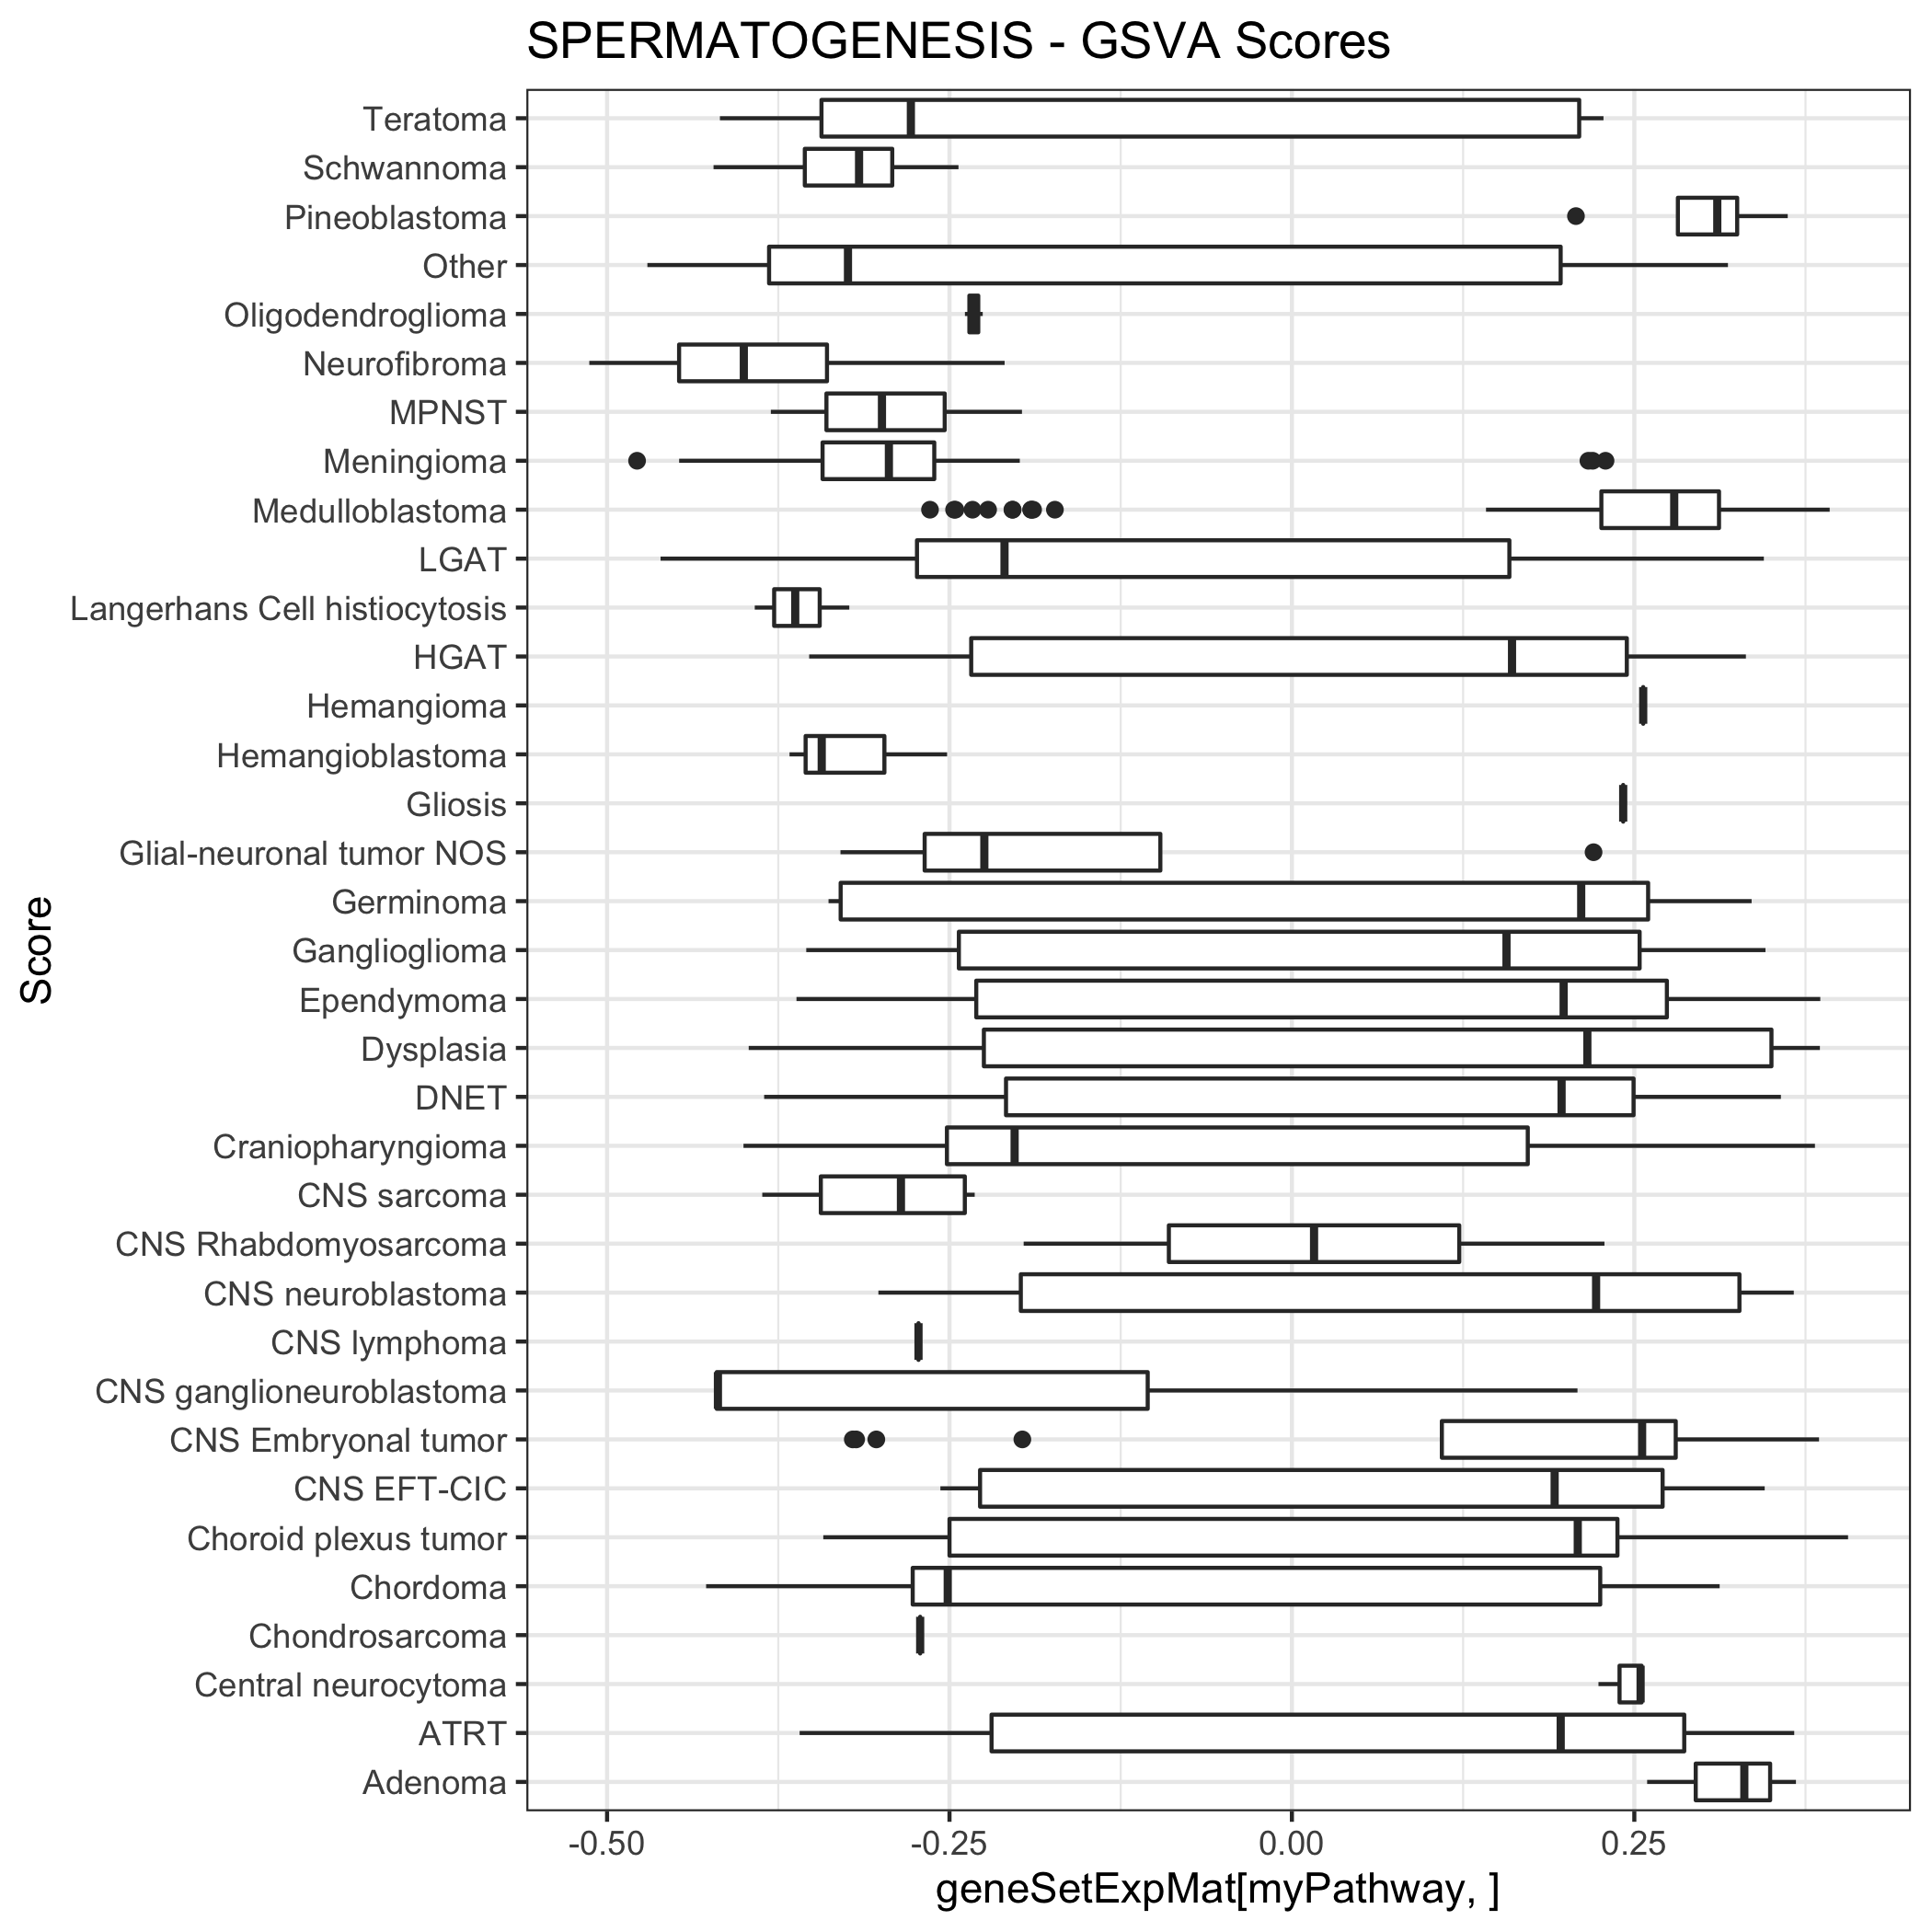 SPERMATOGENESIS - GSVA Scores
Teratoma
Schwannoma
Pineoblastoma
Other
Oligodendroglioma
Neurofibroma
MPNST
Meningioma
Medulloblastoma
LGAT
Langerhans Cell histiocytosis
HGAT
Hemangioma
Hemangioblastoma
Gliosis
Glial-neuronal tumor NOS
Germinoma
Ganglioglioma
Ependymoma
Dysplasia
DNET
Craniopharyngioma
CNS sarcoma
CNS Rhabdomyosarcoma
CNS neuroblastoma
CNS lymphoma
CNS ganglioneuroblastoma
CNS Embryonal tumor
CNS EFT-CIC
Choroid plexus tumor
Chordoma
Chondrosarcoma
Central neurocytoma
ATRT
Adenoma
Score
-0.50 -0.25 0.00 0.25
geneSetExpMat[myPathway, ]